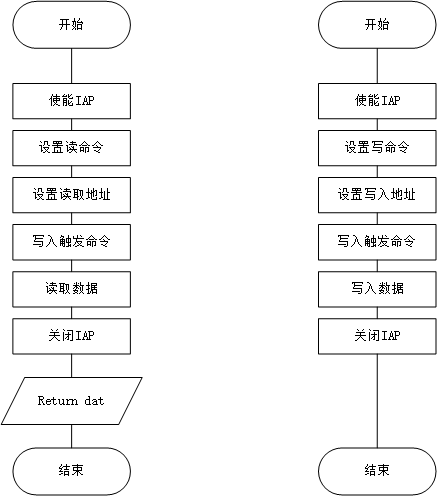 开始
使能IAP
设置读命令
设置读取地址
写入触发命令
读取数据
关闭IAP
Return dat
结束
开始
使能IAP
设置写命令
设置写入地址
写入触发命令
写入数据
关闭IAP
结束